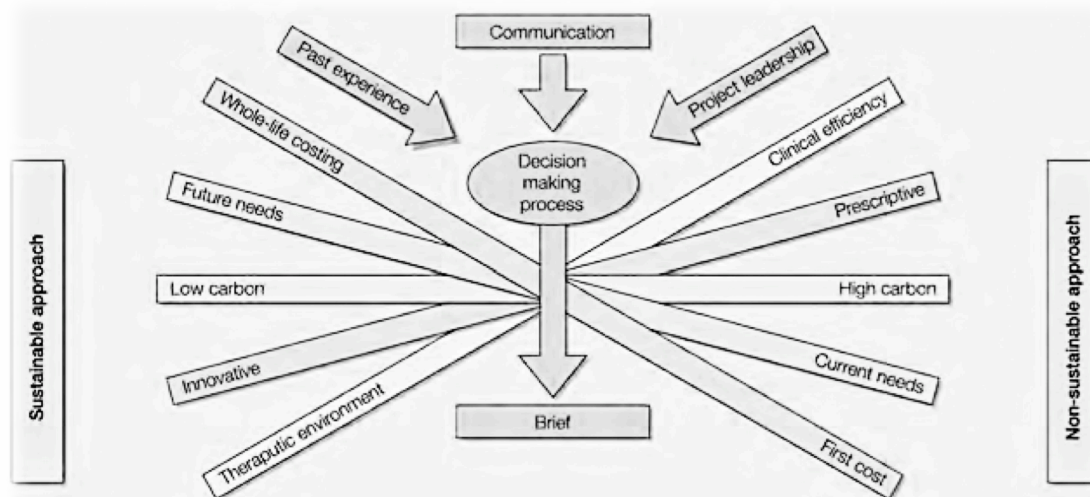 Communication
Past experience
Project leadership
Whole-life costing
Clinical efficiency
Decision
making
process
Future needs
Prescriptive
Sustainable approach
Non-sustainable approach
Low carbon
High carbon
Innovative
Current needs
Theraputic environment
Brief
First cost